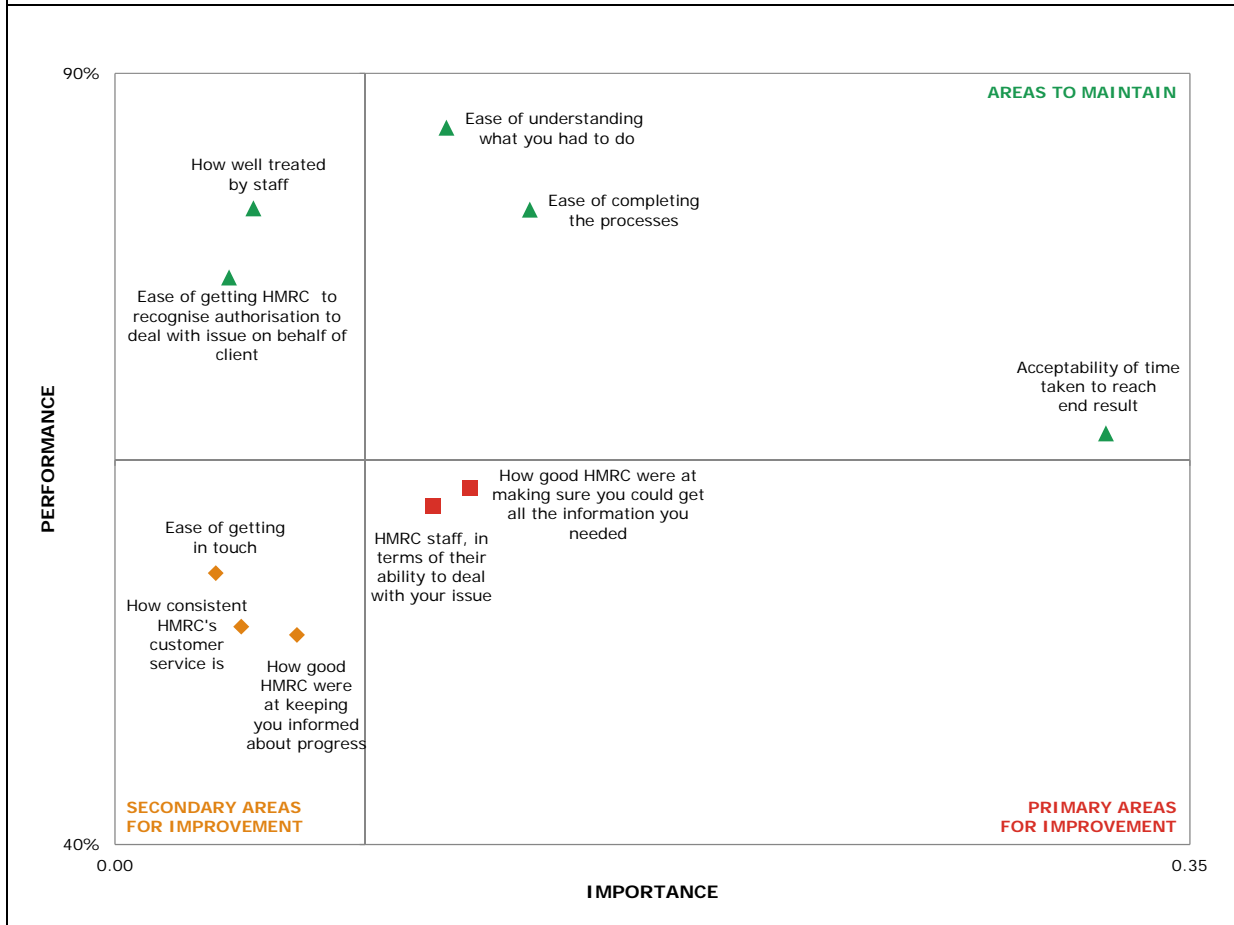 90%
AREAS TO MAINTAIN
Ease of understanding
what you had to do
How well treated
by staff
Ease of completing
the processes
Ease of getting HMRC to
recognise authorisation to
deal with issue on behalf of
client
Acceptability of time
taken to reach
end result
PERFORMANCE
How good HMRC were at
making sure you could get
all the information you
needed
HMRC staff, in
terms of their
ability to deal
with your issue
Ease of getting
in touch
How consistent
HMRC's
customer
service is
How good
HMRC were
at keeping
you informed
about progress
SECONDARY AREAS
FOR IMPROVEMENT
PRIMARY AREAS
FOR IMPROVEMENT
40%
0.00
0.35
IMPORTANCE